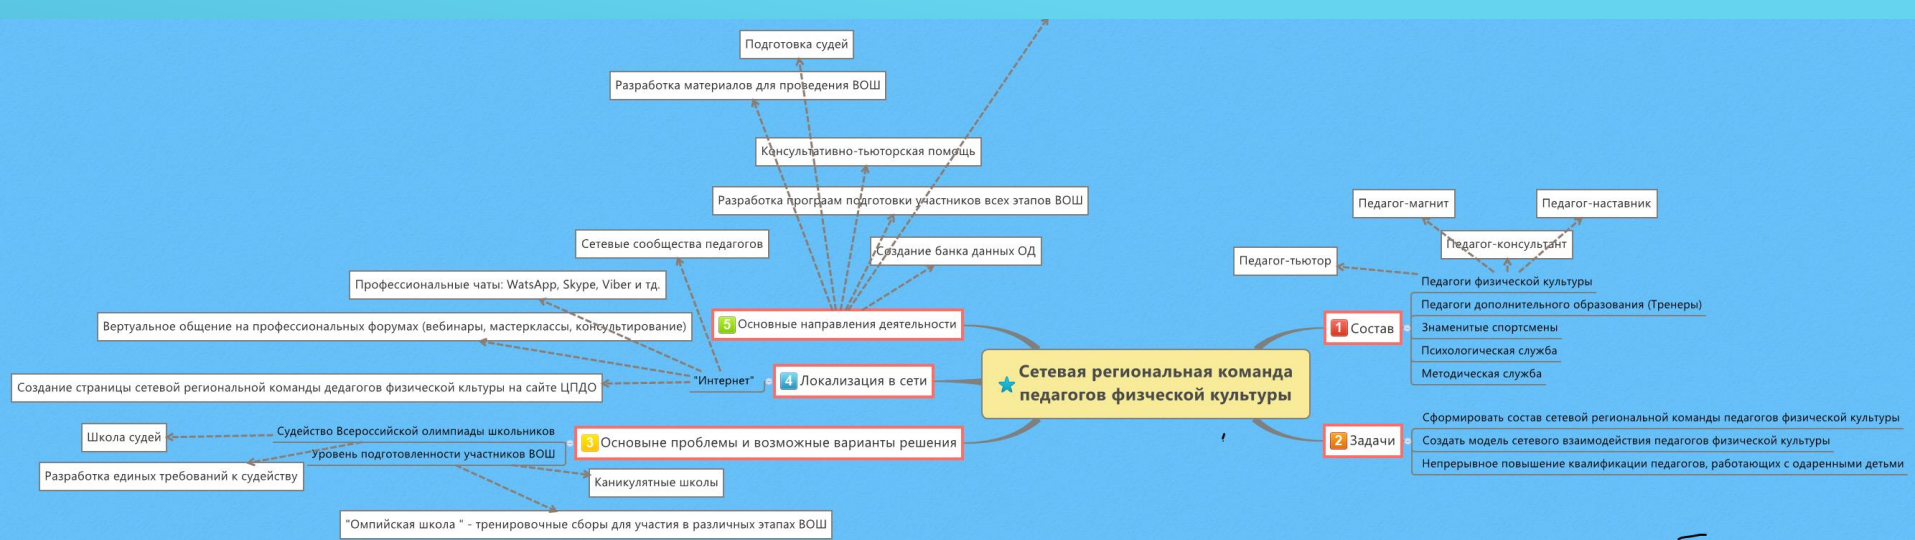 Подготовка судей
Разработка материалов для проведения ВОШ
Консультативно-тьюторская помощь
Разработка програам подготовки участников всех этапов ВОШ
Создание банка данных ОД
Сетевые сообщества педагогов
Профессиональные чаты: WatsApp, Skype, Viber и тд.
Вертуальное общение на профессиональных форумах (вебинары, мастерклассы, консультирование)
Создание страницы сетевой региональной команды дедагогов физической кльтуры на сайте ЦПДО
"Интернет"
5 Основные направления деятельности
4 Локализация в сети
3 Основыне проблемы и возможные варианты решения
Судейство Всероссийской олимпиады школьников
Уровень подготовленности участников ВОШ
Школа судей
Разработка единых требований к судейству
Каникулятные школы
"Омпийская школа " - тренировочные сборы для участия в различных этапах ВОШ
Сетевая региональная команда
педагогов физческой культуры
Педагог-магнит
Педагог-наставник
Педагог-консультант
Педагог-тьютор
1 Состав
Педагоги физической культуры
Педагоги дополнительного образования (Тренеры)
Знаменитые спортсмены
Психологическая служба
Методическая служба
2 Задачи
Сформировать состав сетевой региональной команды педагогов физической культуры
Создать модель сетевого взаимодействия педагогов физической культуры
Непрерывное повышение квалификации педагогов, работающих с одаренными детьми